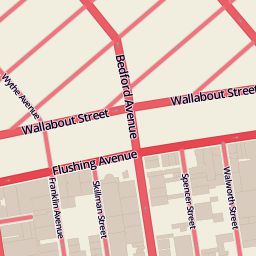 Bedford Avenue
Wythe Avenue
Wallabout Street
Wallabout Street
Flushing Avenue
Franklin Avenue
Skillman Street
Spencer Street
Walworth Street